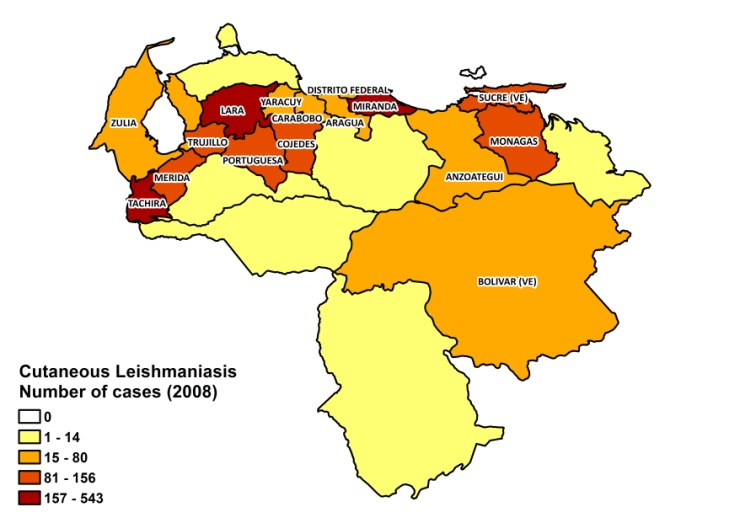 DISTRITO FEDERAL
SUCRE (VE)
YARACUY
MIRANDA
LARA
CARABOBO
ZULIA
ARAGUA
TRUJILLO
COJEDES
MONAGAS
PORTUGUESA
MERIDA
ANZOATEGUI
TACHIRA
BOLIVAR (VE)
Cutaneous Leishmaniasis
Number of cases (2008)
0
1 - 14
15 - 80
81 - 156
157 - 543